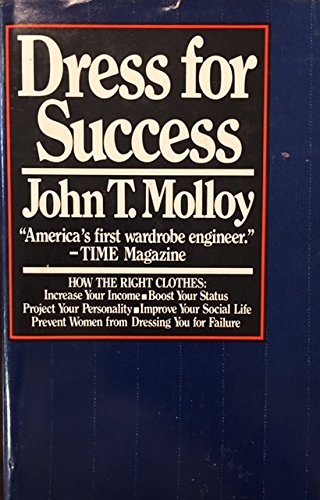 Dress for
Success
John T. Molloy
“America's first wardrobe engineer.”
–TIME Magazine
HOW THE RIGHT CLOTHES:
Increase Your Income ■ Boost Your Status
Project Your Personality ■ Improve Your Social Life
Prevent Women from Dressing You for Failure